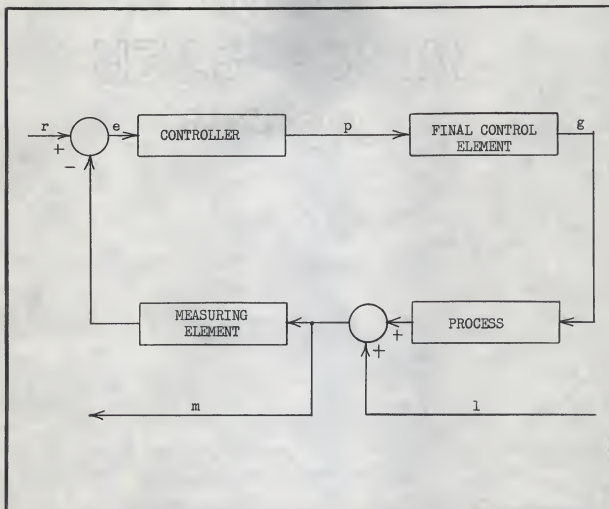 r
e
CONTROLLER
p
FINAL CONTROL
ELEMENT
g
+
−
MEASURING
ELEMENT
+
+
PROCESS
m
l